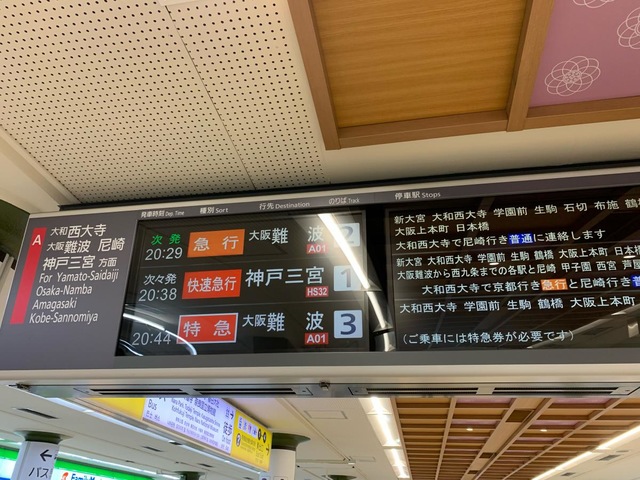 A
大和西大寺
大阪難波 尼崎
神戸三宮 方面
For Yamato-Saidaiji
Osaka-Namba
Amagasaki
Kobe-Sannomiya
発車時刻 Dep. Time 種別 Sort 行先 Destination のりば Track
次発
20:29 急行 大阪難波 A01 2
次々発
20:38 快速急行 神戸三宮 HS32 1
20:44 特急 大阪難波 A01 3
停車駅 Stops
新大宮 大和西大寺 学園前 生駒 石切 布施 鶴橋
大阪上本町 日本橋
大和西大寺で尼崎行き普通に連絡します
新大宮 大和西大寺 学園前 生駒 鶴橋 大阪上本町 日本橋
大阪難波から西九条までの各駅と尼崎 甲子園 西宮
大和西大寺で京都行き急行と尼崎行き普
大和西大寺 学園前 生駒 鶴橋 大阪上本町
(ご乗車には特急券が必要です)
バス
Bus
FamilyMart